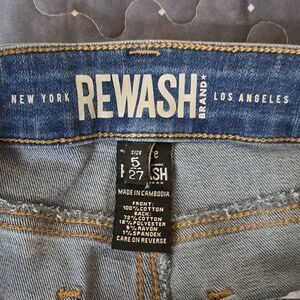 NEW YORK REWASH BRAND★ LOS ANGELES
SIZE
5
27
MADE IN CAMBODIA
FRONT:
100% COTTON
BACK:
72% COTTON
18% POLYESTER
9% RAYON
1% SPANDEX
CARE ON REVERSE